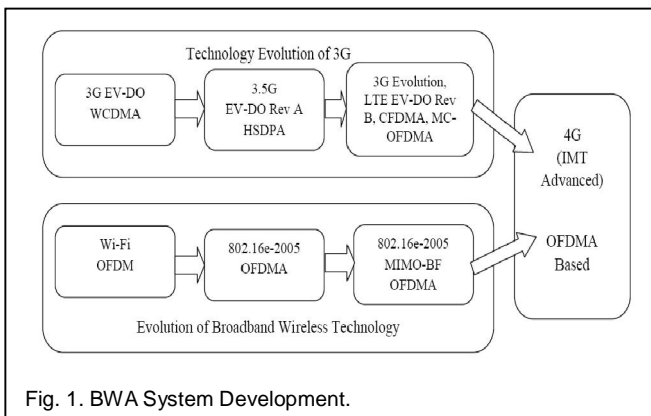 Technology Evolution of 3G
3G EV-DO
WCDMA
3.5G
EV-DO Rev A
HSDPA
3G Evolution,
LTE EV-DO Rev
B, CFDMA, MC-
OFDMA
4G
(IMT
Advanced)
OFDMA
Based
Wi-Fi
OFDM
802.16e-2005
OFDMA
802.16e-2005
MIMO-BF
OFDMA
Evolution of Broadband Wireless Technology
Fig. 1. BWA System Development.